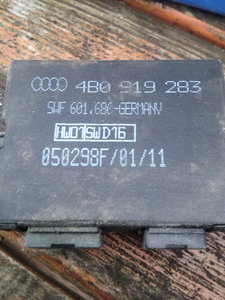 4B0 919 283
SWF 601.680-GERMANY
HW01SWD16
050298F/01/11